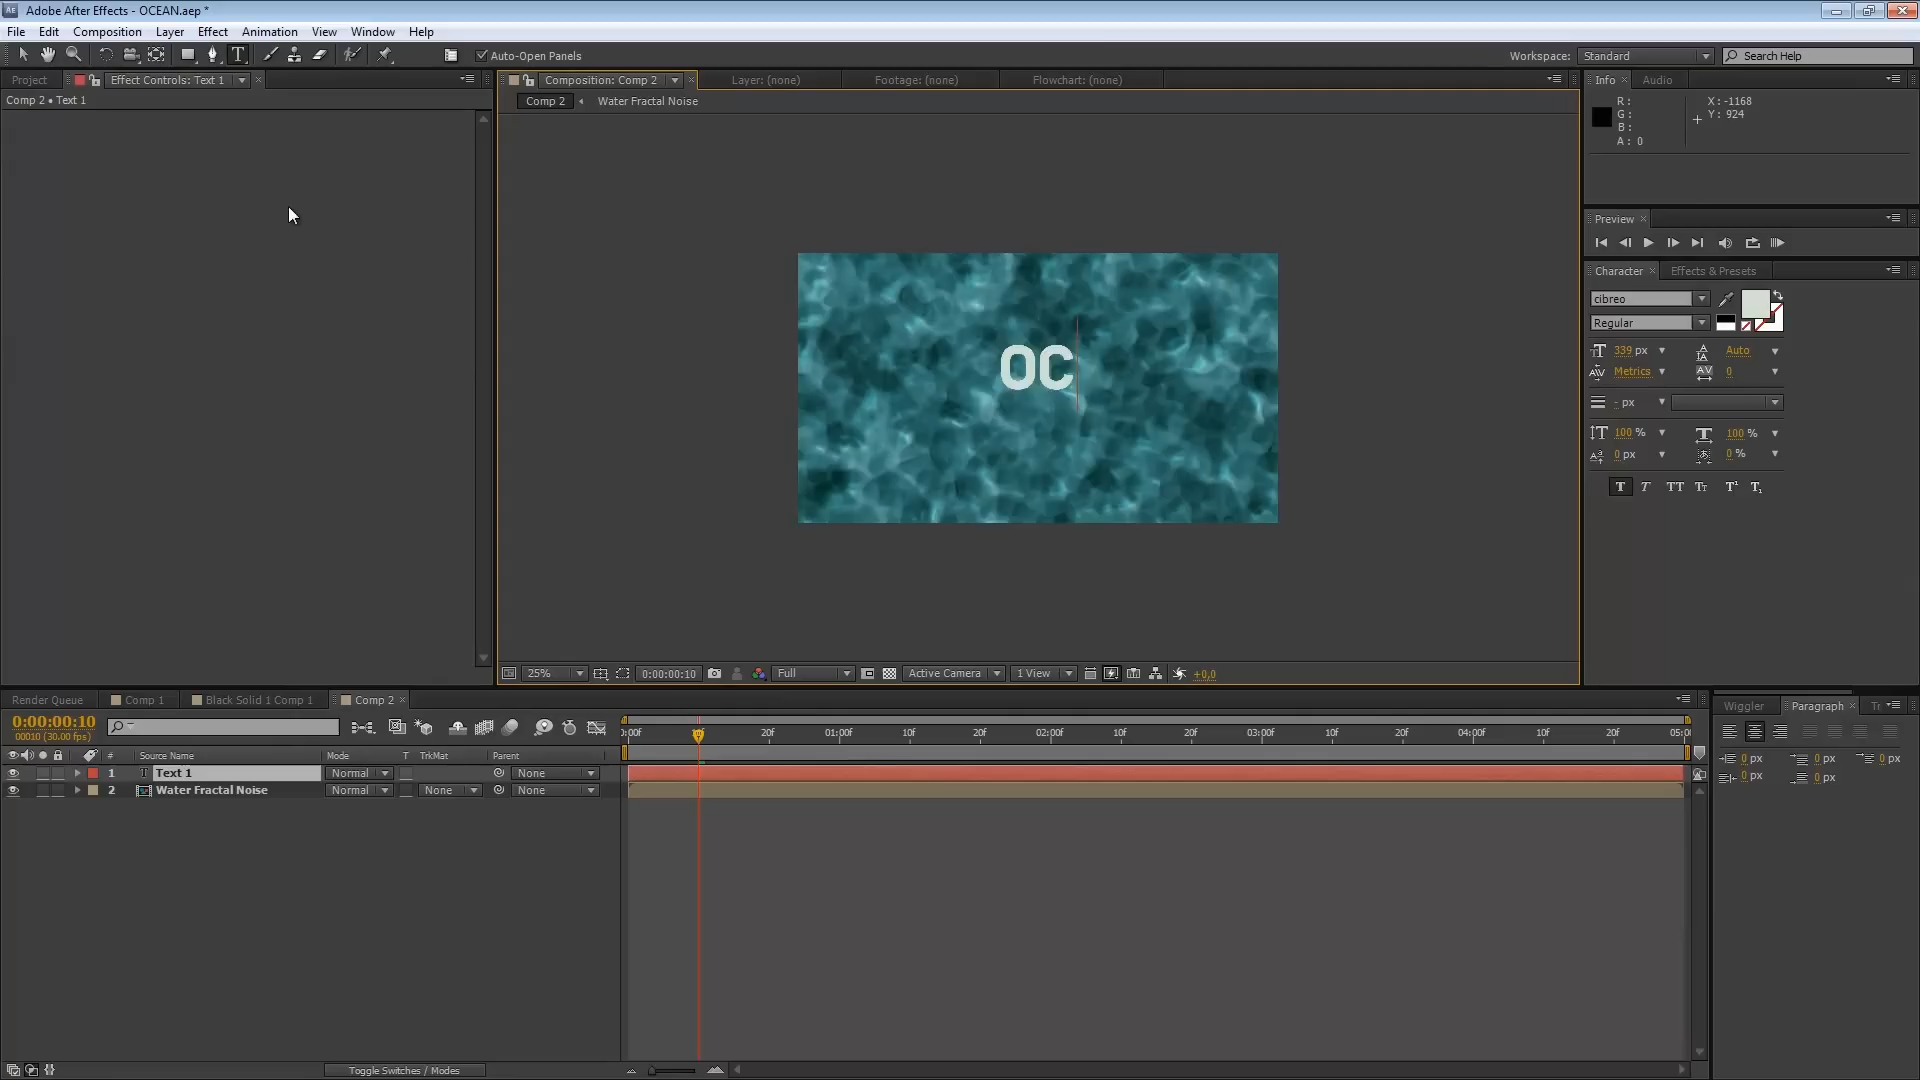 Adobe After Effects - OCEAN.aep *
File Edit Composition Layer Effect Animation View Window Help
Auto-Open Panels
Workspace: Standard
Search Help
Project
Effect Controls: Text 1
Comp 2 • Text 1
Composition: Comp 2
Layer: (none)
Footage: (none)
Flowchart: (none)
Comp 2
Water Fractal Noise
OC
Info
Audio
R :
G :
B :
A : 0
X : -1168
Y : 924
Preview
Character
Effects & Presets
cibreo
Regular
339 px
Auto
Metrics
0
- px
100 %
100 %
0 px
0 %
25%
0:00:00:10
Full
Active Camera
1 View
+0,0
Render Queue
Comp 1
Black Solid 1 Comp 1
Comp 2
0:00:00:10
00010 (30.00 fps)
# Source Name Mode T TrkMat Parent
1 Text 1 Normal None
2 Water Fractal Noise Normal None None
0:00f 20f 01:00f 10f 20f 02:00f 10f 20f 03:00f 10f 20f 04:00f 10f 20f 05:0
Toggle Switches / Modes
Wiggler
Paragraph
0 px 0 px 0 px
0 px 0 px